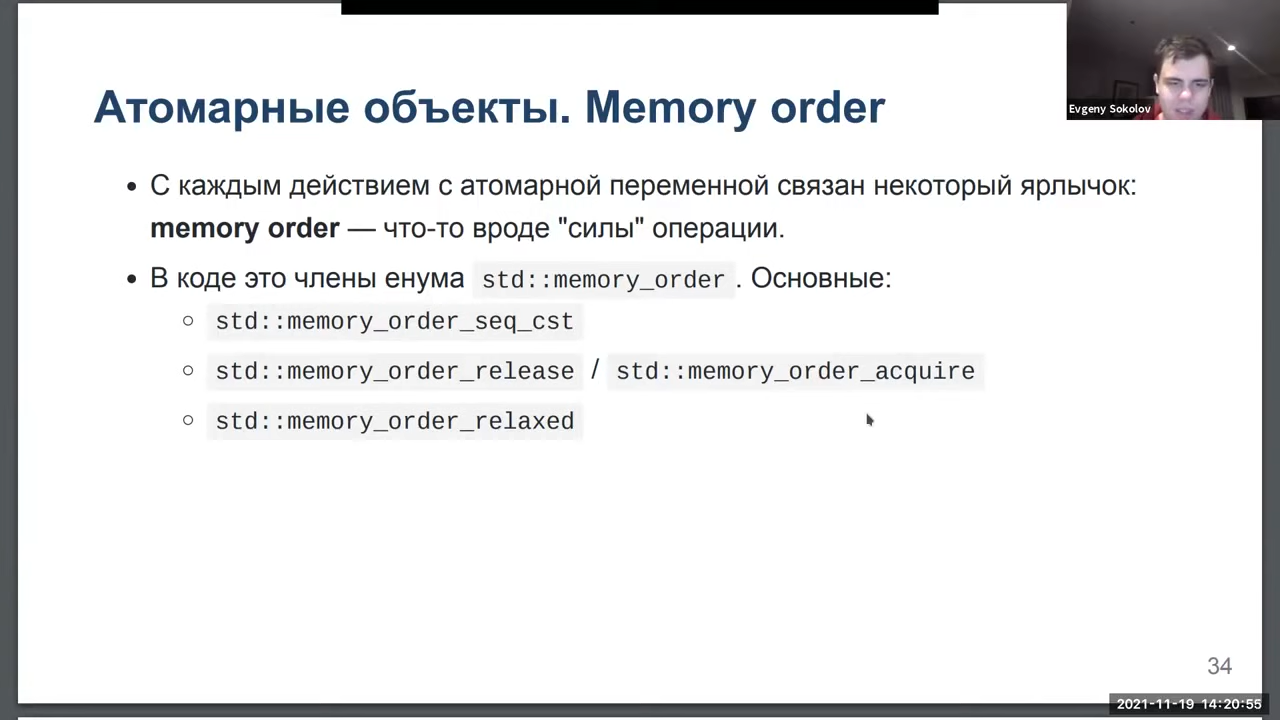 Evgeny Sokolov
Атомарные объекты. Memory order
• С каждым действием с атомарной переменной связан некоторый ярлычок:
memory order — что-то вроде "силы" операции.
• В коде это члены енума std::memory_order. Основные:
○ std::memory_order_seq_cst
○ std::memory_order_release / std::memory_order_acquire
○ std::memory_order_relaxed
34
2021-11-19 14:20:55